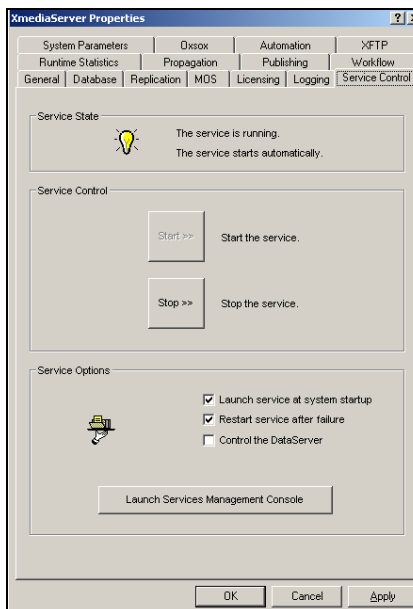 XmediaServer Properties
System Parameters Oxsox Automation XFTP
Runtime Statistics Propagation Publishing Workflow
General Database Replication MOS Licensing Logging Service Control
Service State
The service is running.
The service starts automatically.
Service Control
Start >> Start the service.
Stop >> Stop the service.
Service Options
Launch service at system startup
Restart service after failure
Control the DataServer
Launch Services Management Console
OK Cancel Apply